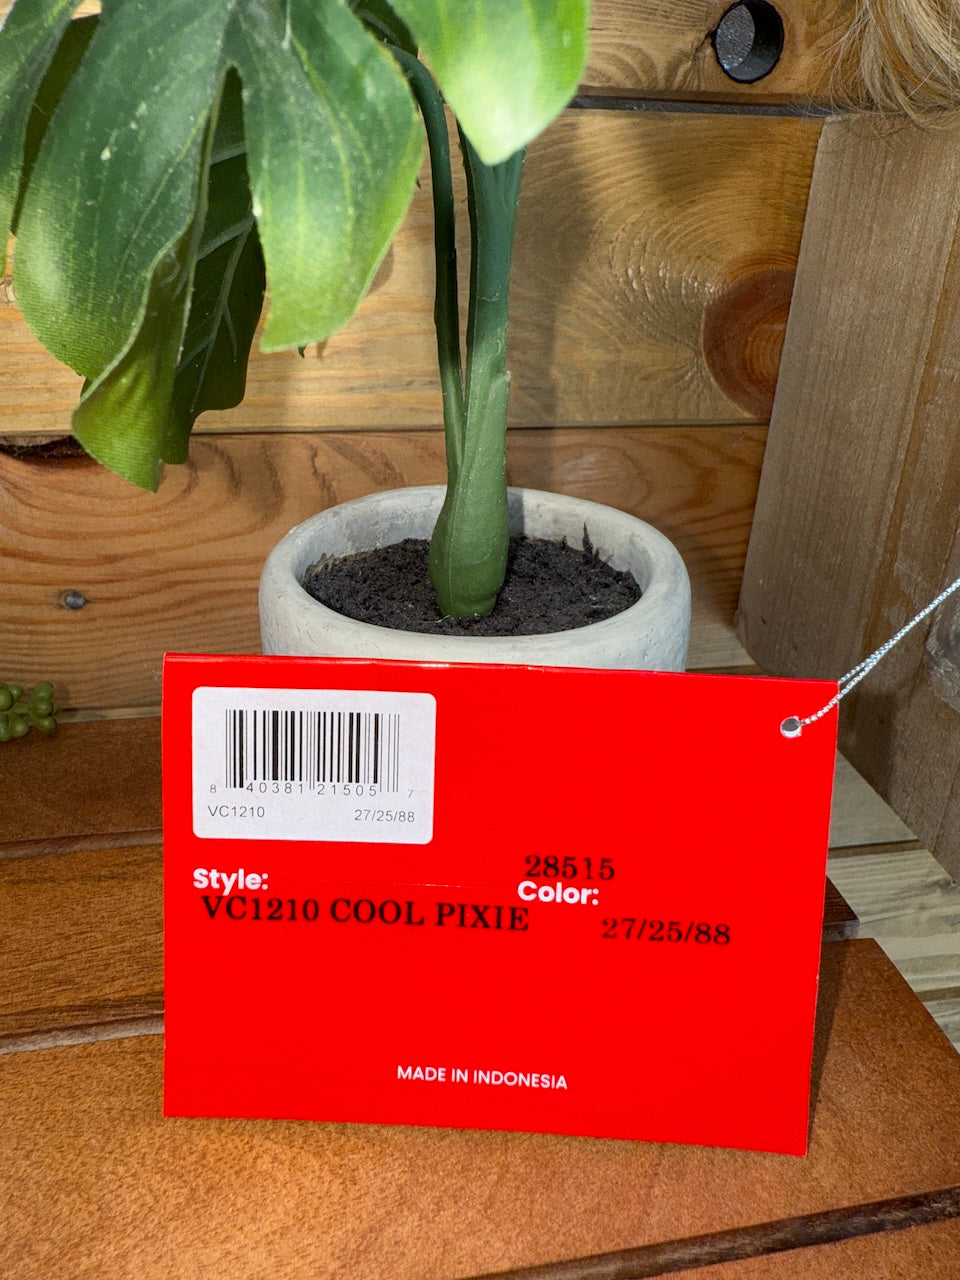 8 40381 21505 7
VC1210 27/25/88
28515
Style: Color:
VC1210 COOL PIXIE 27/25/88
MADE IN INDONESIA